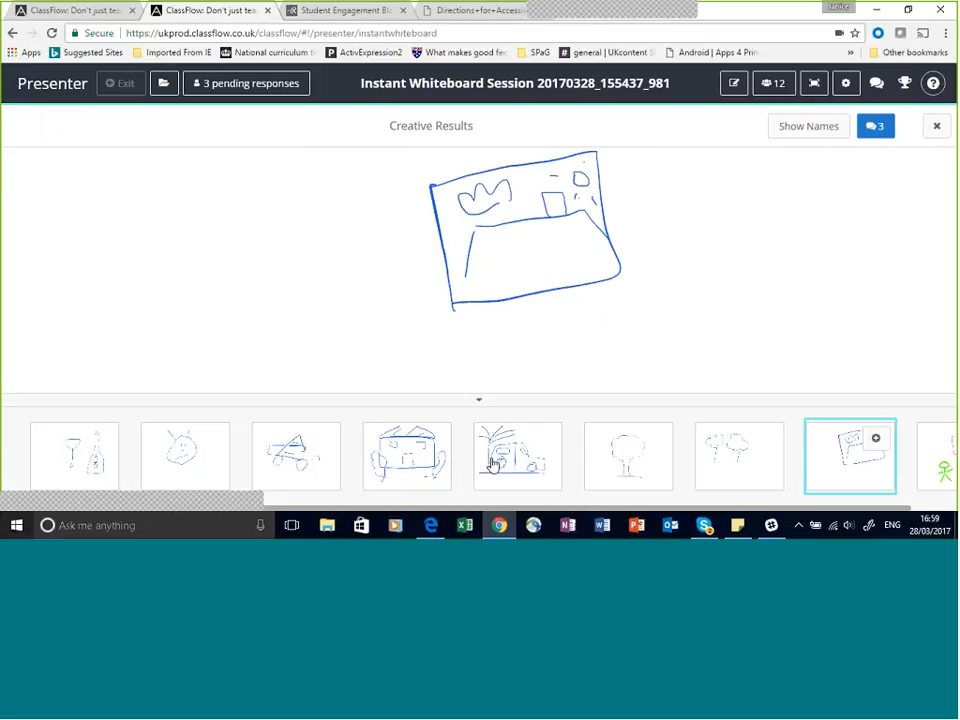 ClassFlow: Don't just tea
ClassFlow: Don't just tea
Student Engagement Bl
Directions+for+Access
Janice
Secure
https://ukprod.classflow.co.uk/classflow/#!/presenter/instantwhiteboard
Apps
Suggested Sites
Imported From IE
National curriculum
ActivExpression2
What makes good fee
SPaG
general | UKcontent
Android | Apps 4 Prim
»
Other bookmarks
Presenter
Exit
3 pending responses
Instant Whiteboard Session 20170328_155437_981
12
Creative Results
Show Names
3
Ask me anything
ENG
16:59
28/03/2017